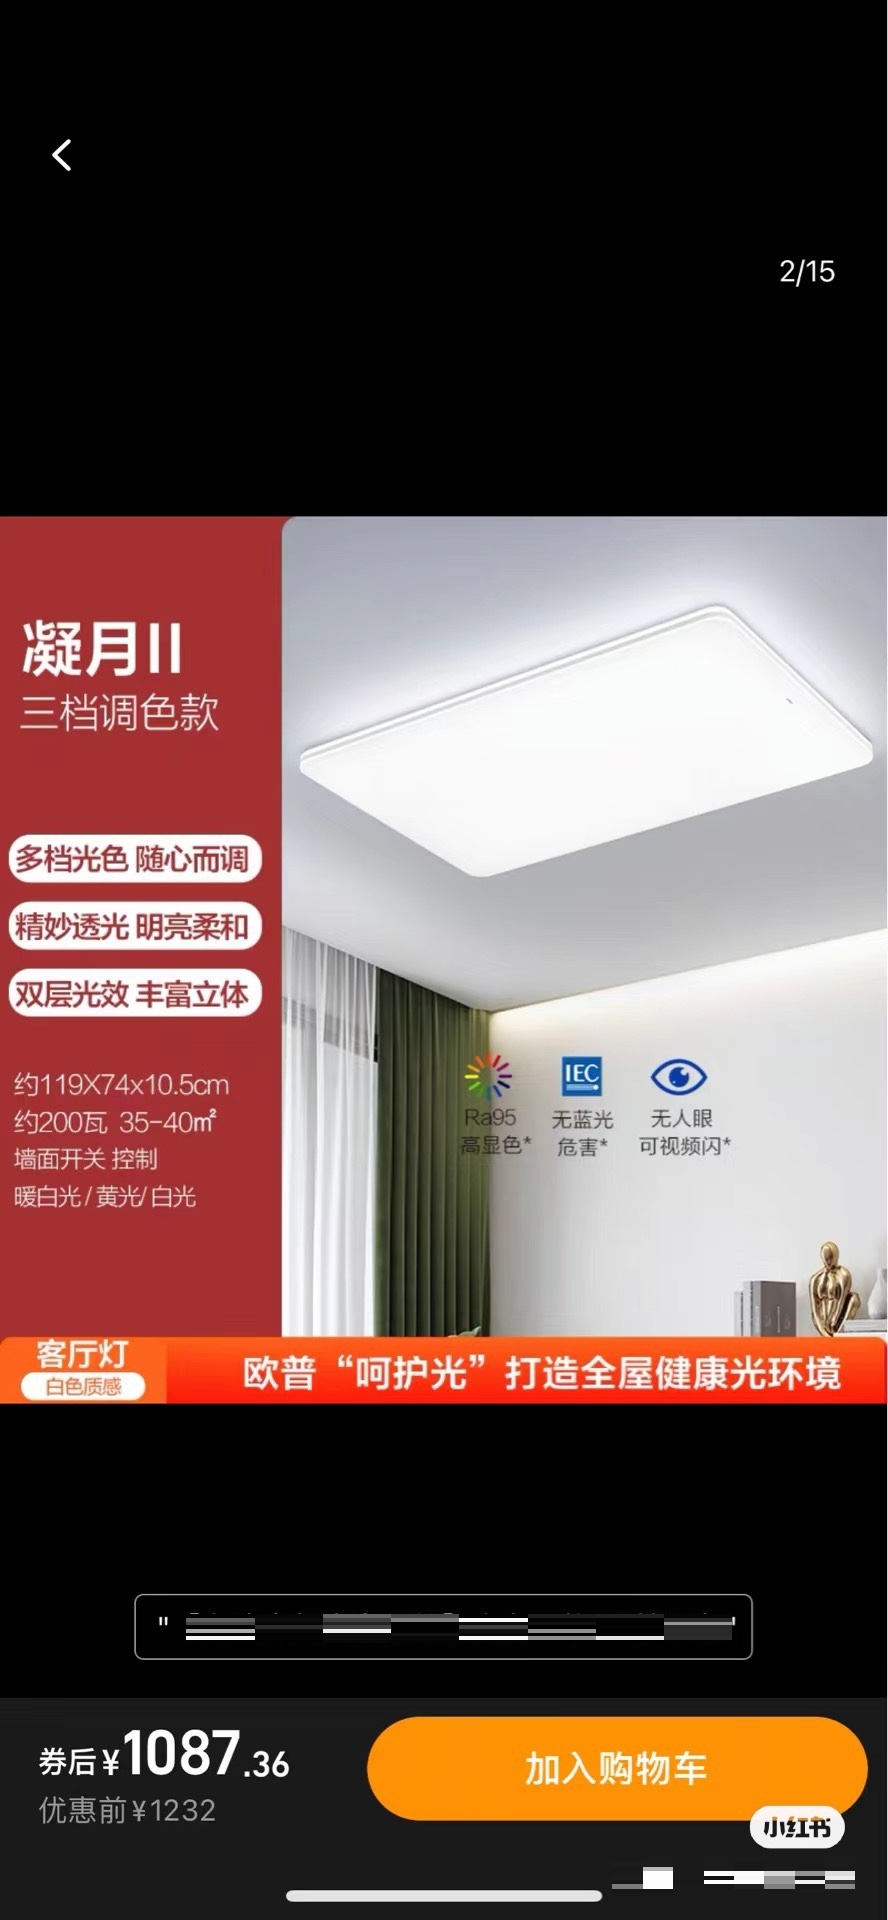 2/15
凝月II
三档调色款
多档光色 随心而调
精妙透光 明亮柔和
双层光效 丰富立体
约119X74x10.5cm
约200瓦 35-40㎡
墙面开关 控制
暖白光/黄光/白光
Ra95
高显色*
IEC
无蓝光
危害*
无人眼
可视频闪*
客厅灯
白色质感
欧普“呵护光”打造全屋健康光环境
券后¥1087.36
优惠前¥1232
加入购物车
小红书